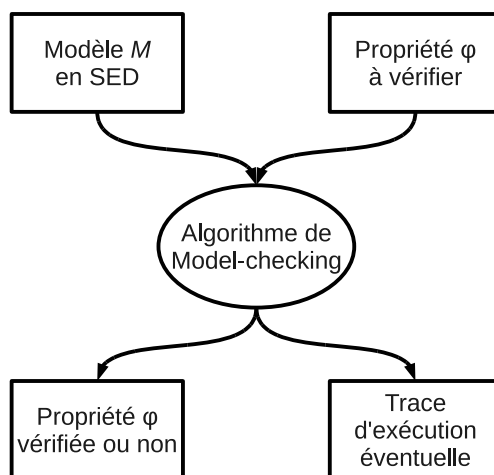 Modèle M
en SED
Propriété φ
à vérifier
Algorithme de
Model-checking
Propriété φ
vérifiée ou non
Trace
d'exécution
éventuelle